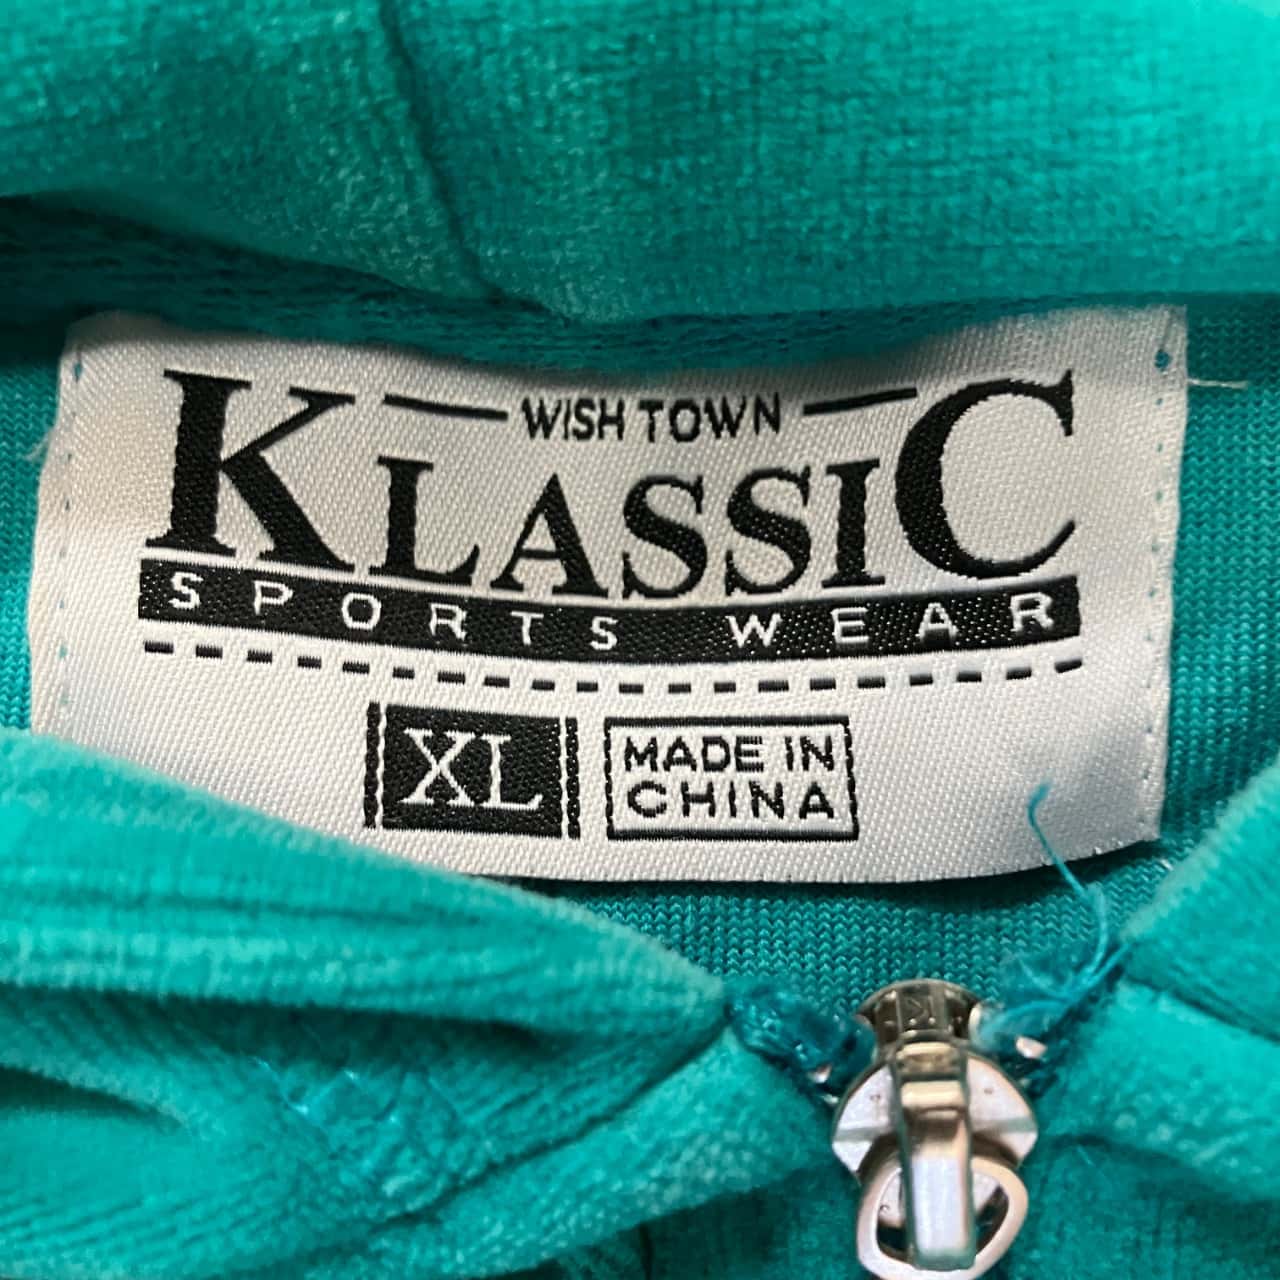 WISH TOWN
KLASSIC
SPORTS WEAR
XL
MADE IN
CHINA